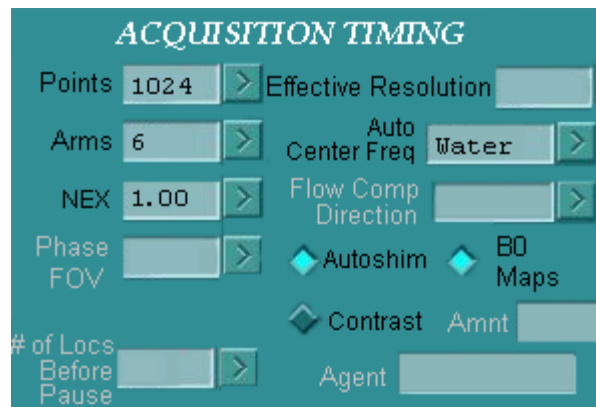 ACQUISITION TIMING
Points 1024 > Effective Resolution
Arms 6 > Auto
Center Freq Water >
NEX 1.00 > Flow Comp
Direction >
Phase
FOV >
Autoshim B0
Maps
Contrast Amnt
# of Locs
Before
Pause >
Agent